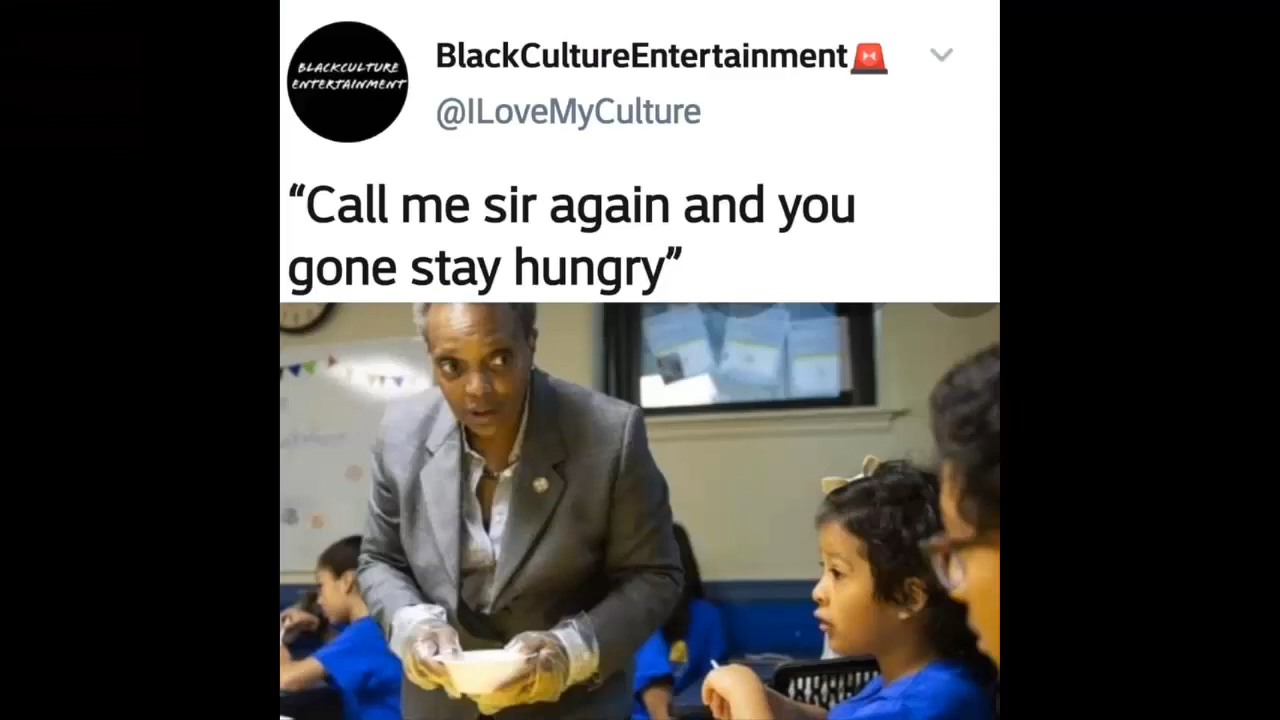 BLACKCULTURE
ENTERTAINMENT
BlackCultureEntertainment🚨
@ILoveMyCulture
“Call me sir again and you
gone stay hungry”